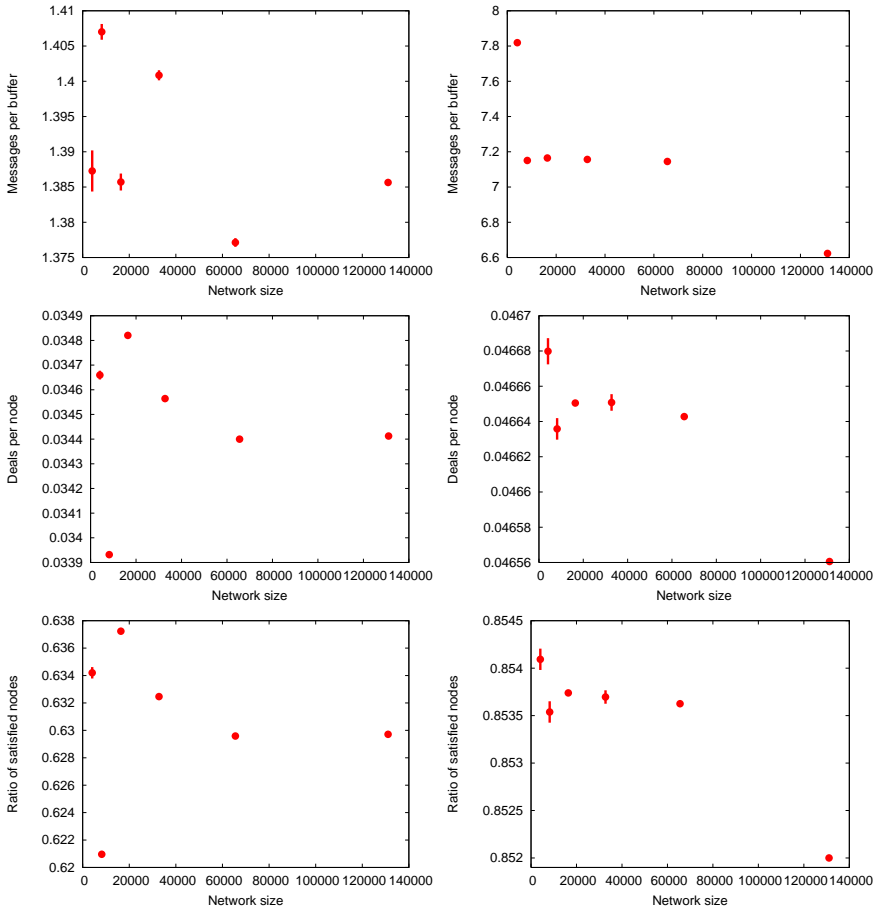 1.41
1.405
1.4
1.395
1.39
1.385
1.38
1.375
Messages per buffer
0 20000 40000 60000 80000 100000 120000 140000
Network size
8
7.8
7.6
7.4
7.2
7
6.8
6.6
Messages per buffer
0 20000 40000 60000 80000 100000 120000 140000
Network size
0.0349
0.0348
0.0347
0.0346
0.0345
0.0344
0.0343
0.0342
0.0341
0.034
0.0339
Deals per node
0 20000 40000 60000 80000 100000 120000 140000
Network size
0.0467
0.04668
0.04666
0.04664
0.04662
0.0466
0.04658
0.04656
Deals per node
0 20000 40000 60000 80000 100000 120000 140000
Network size
0.638
0.636
0.634
0.632
0.63
0.628
0.626
0.624
0.622
0.62
Ratio of satisfied nodes
0 20000 40000 60000 80000 100000 120000 140000
Network size
0.8545
0.854
0.8535
0.853
0.8525
0.852
Ratio of satisfied nodes
0 20000 40000 60000 80000 100000 120000 140000
Network size